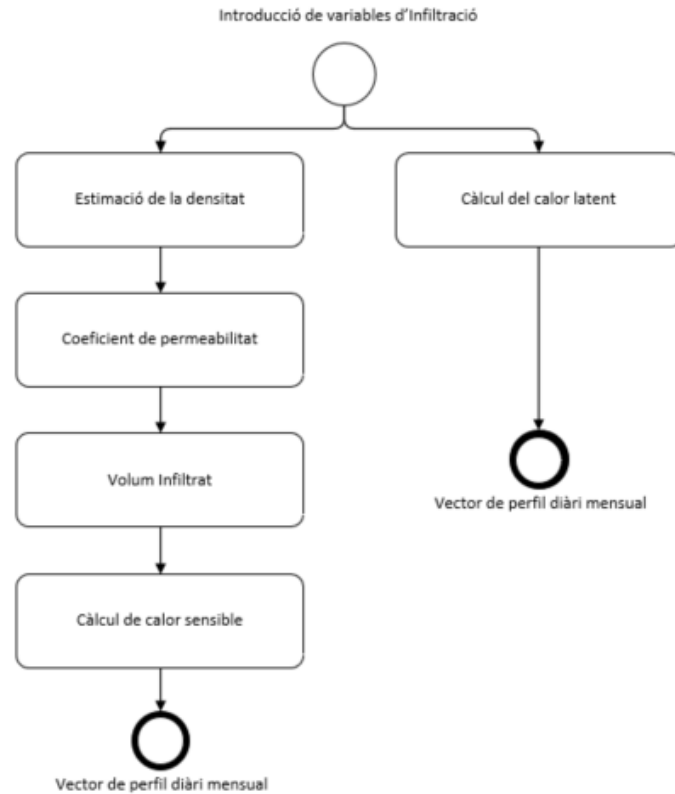 Introducció de variables d'Infiltració
Estimació de la densitat
Càlcul del calor latent
Coeficient de permeabilitat
Volum Infiltrat
Vector de perfil diàri mensual
Càlcul de calor sensible
Vector de perfil diàri mensual